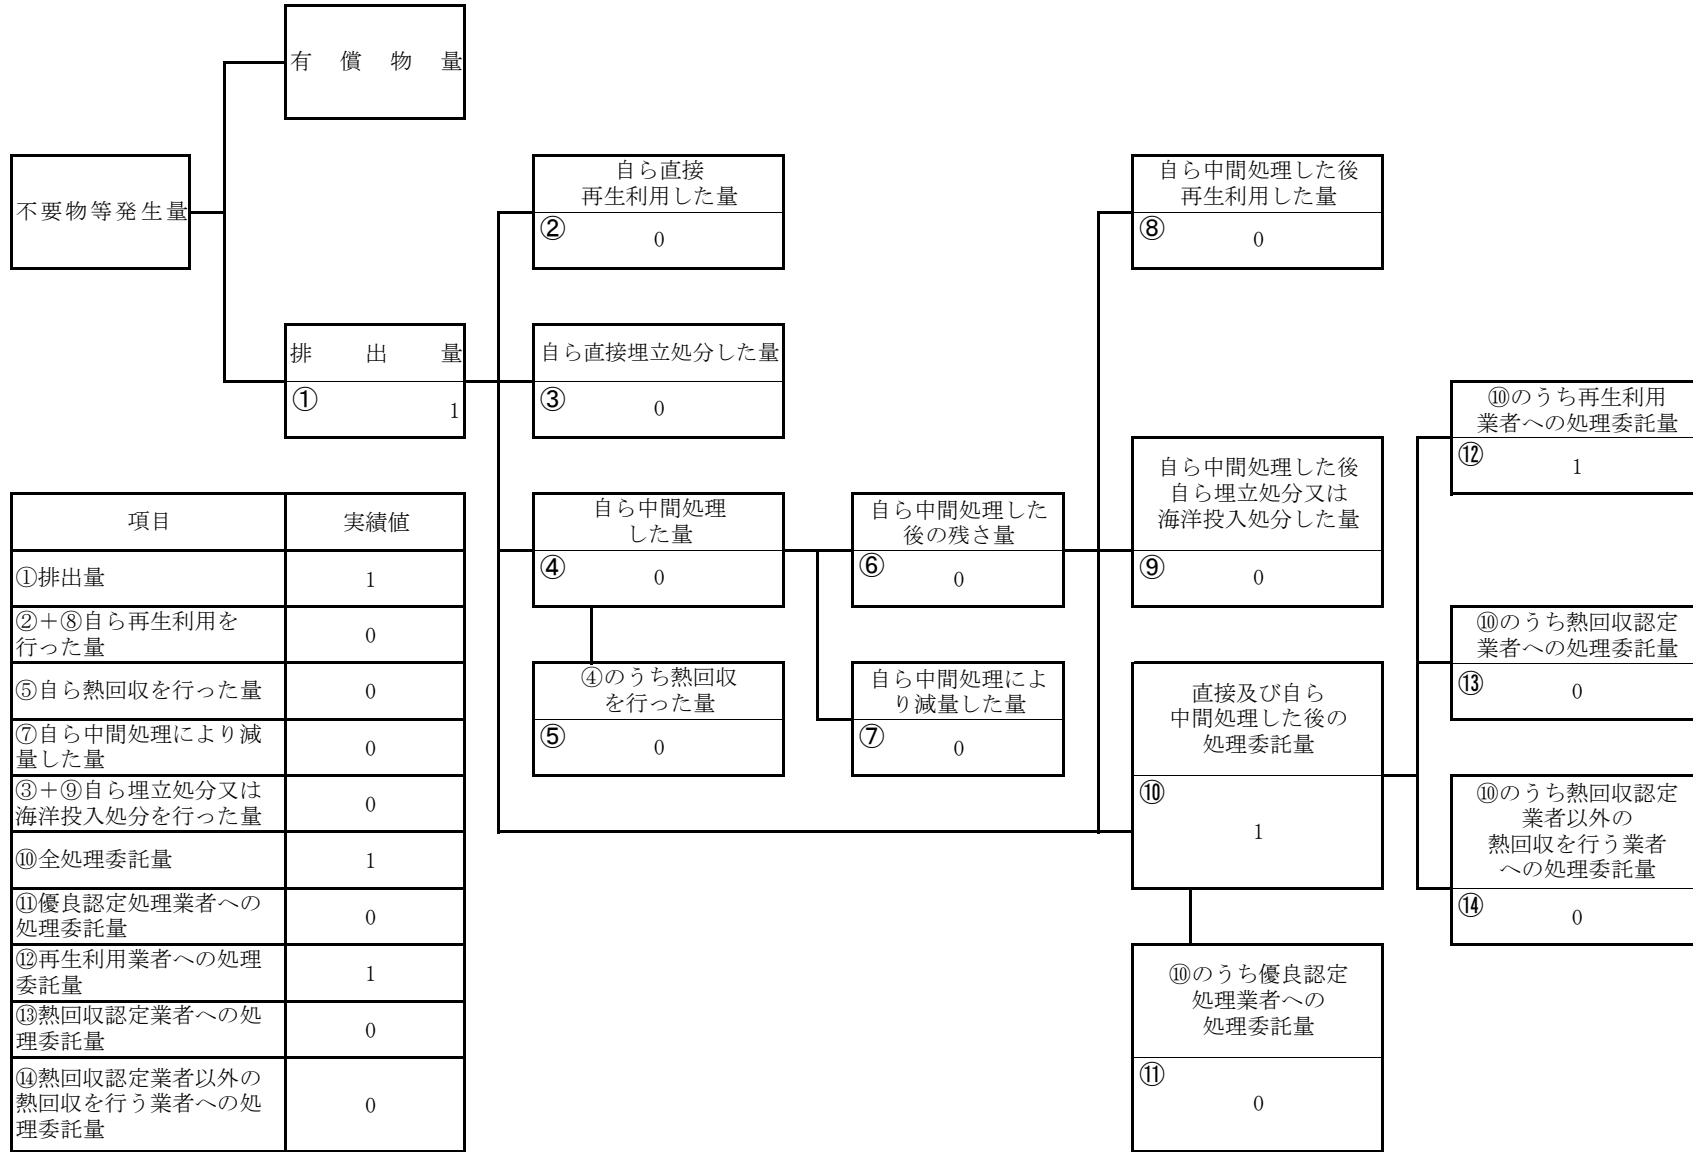 有償物量
不要物等発生量
排出量
①
1
自ら直接
再生利用した量
②
0
自ら直接埋立処分した量
③
0
自ら中間処理
した量
④
0
④のうち熱回収
を行った量
⑤
0
自ら中間処理した
後の残さ量
⑥
0
自ら中間処理によ
り減量した量
⑦
0
自ら中間処理した後
再生利用した量
⑧
0
自ら中間処理した後
自ら埋立処分又は
海洋投入処分した量
⑨
0
直接及び自ら
中間処理した後の
処理委託量
⑩
1
⑩のうち優良認定
処理業者への
処理委託量
⑪
0
⑩のうち再生利用
業者への処理委託量
⑫
1
⑩のうち熱回収認定
業者への処理委託量
⑬
0
⑩のうち熱回収認定
業者以外の
熱回収を行う業者
への処理委託量
⑭
0
項目 実績値
①排出量 1
②+⑧自ら再生利用を
行った量 0
⑤自ら熱回収を行った量 0
⑦自ら中間処理により減
量した量 0
③+⑨自ら埋立処分又は
海洋投入処分を行った量 0
⑩全処理委託量 1
⑪優良認定処理業者への
処理委託量 0
⑫再生利用業者への処理
委託量 1
⑬熱回収認定業者への処
理委託量 0
⑭熱回収認定業者以外の
熱回収を行う業者への処
理委託量 0